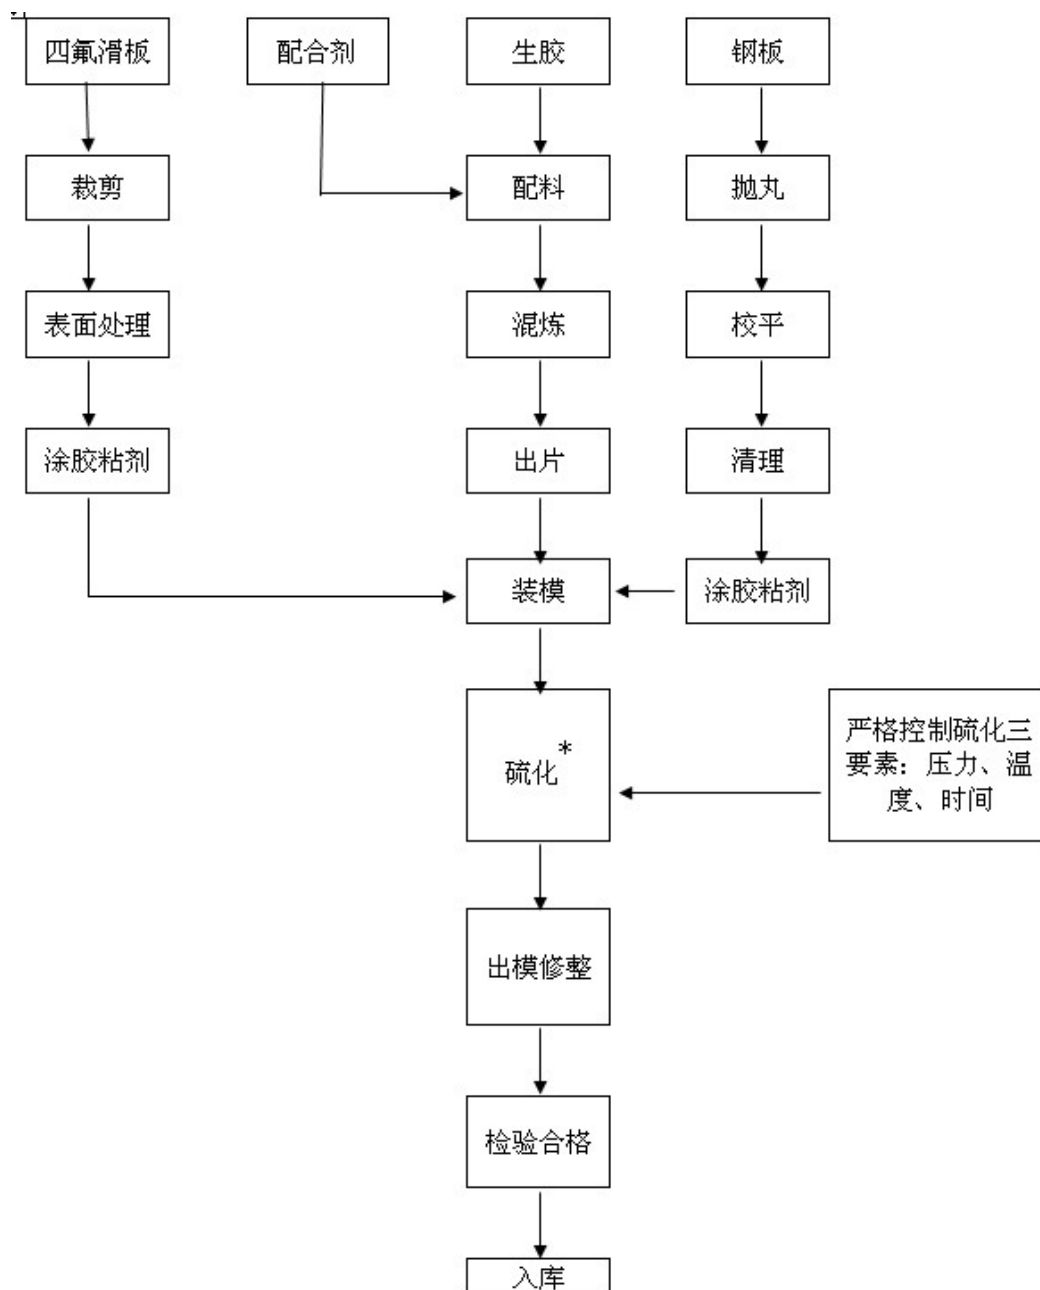 四氟滑板
配合剂
生胶
钢板
裁剪
配料
抛丸
表面处理
混炼
校平
涂胶粘剂
出片
清理
装模
涂胶粘剂
硫化*
严格控制硫化三
要素：压力、温
度、时间
出模修整
检验合格
入库